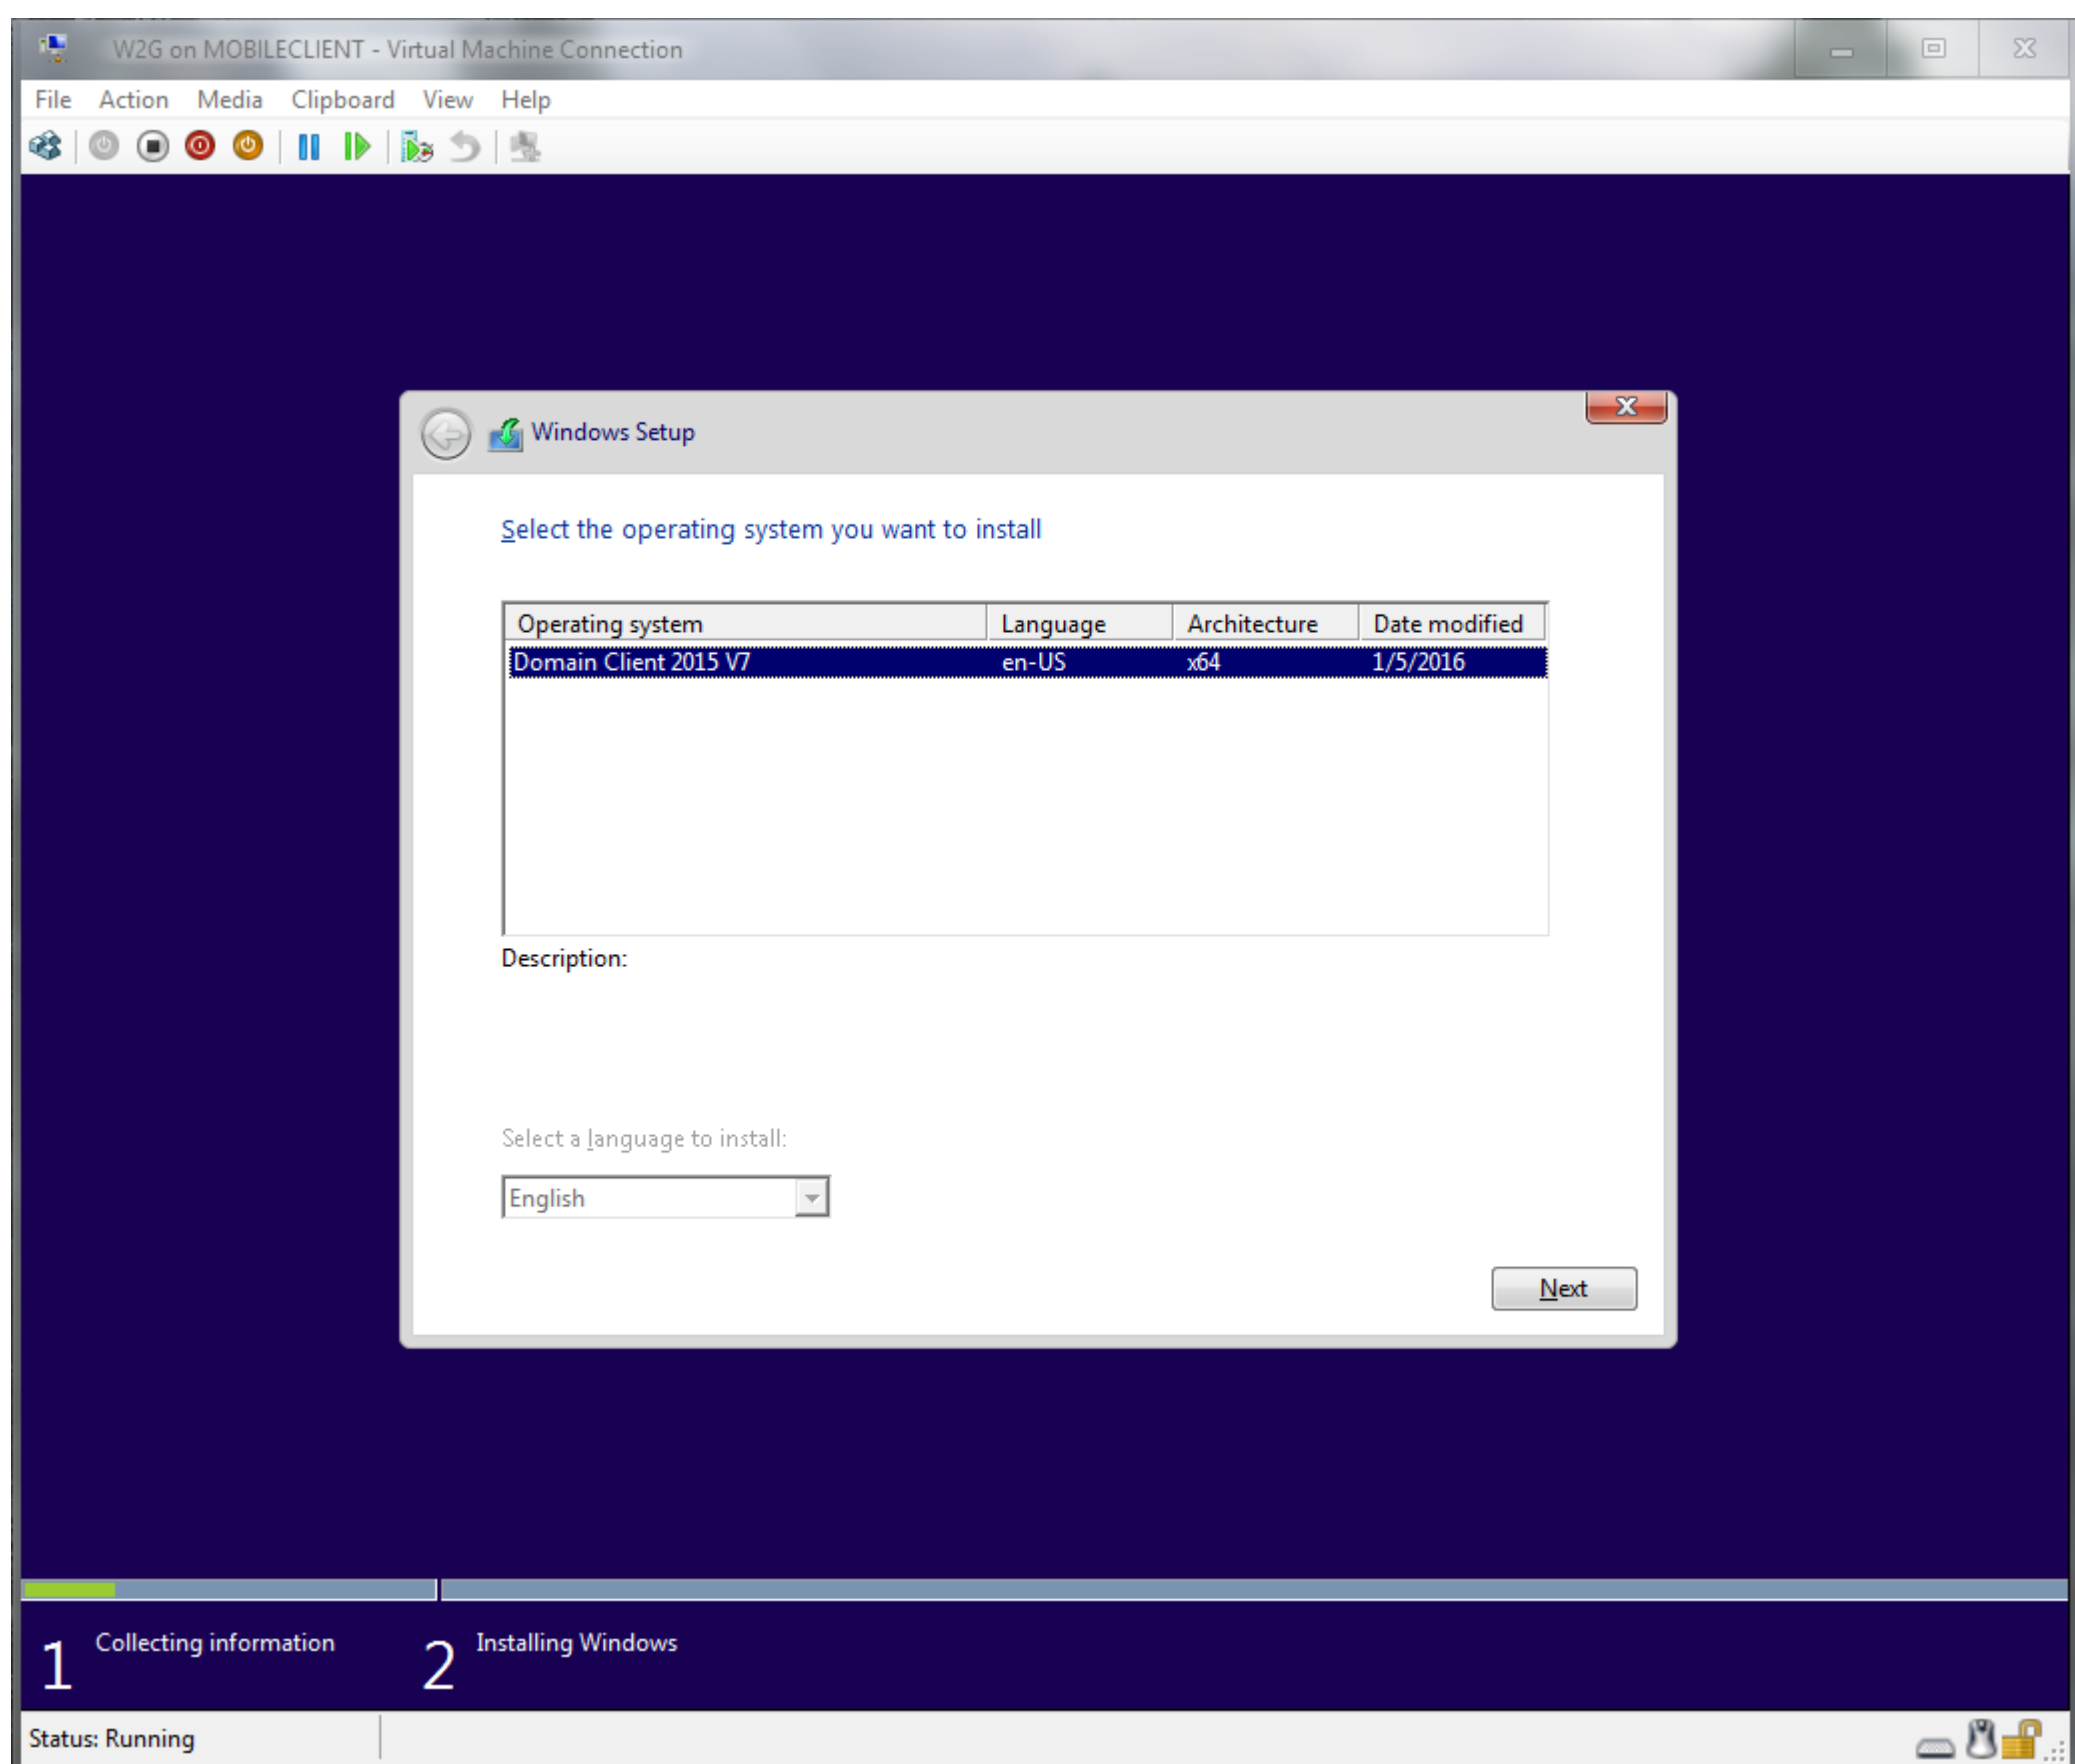 W2G on MOBILECLIENT - Virtual Machine Connection
File Action Media Clipboard View Help
Windows Setup
Select the operating system you want to install
Operating system Language Architecture Date modified
Domain Client 2015 V7 en-US x64 1/5/2016
Description:
Select a language to install:
English
Next
1 Collecting information 2 Installing Windows
Status: Running